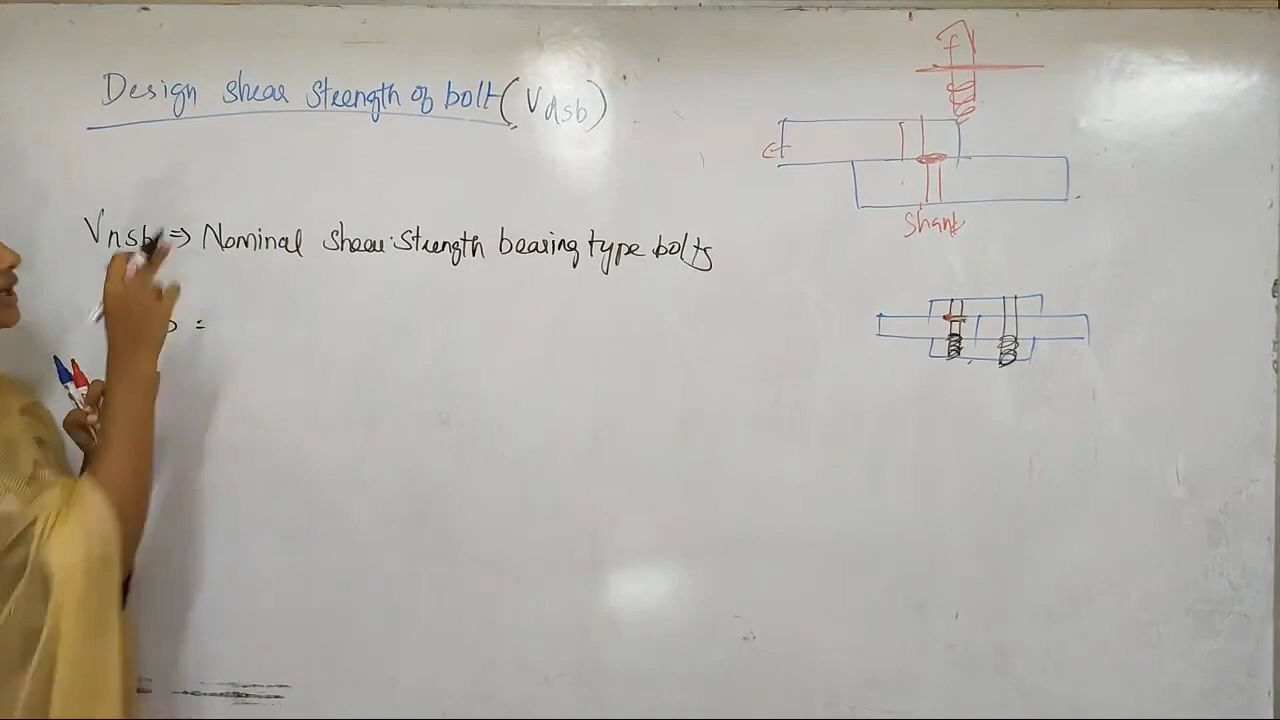 Design shear strength of bolt (Vdsb)
Vnsb ⇒ Nominal shear strength bearing type bolts
=
Shank